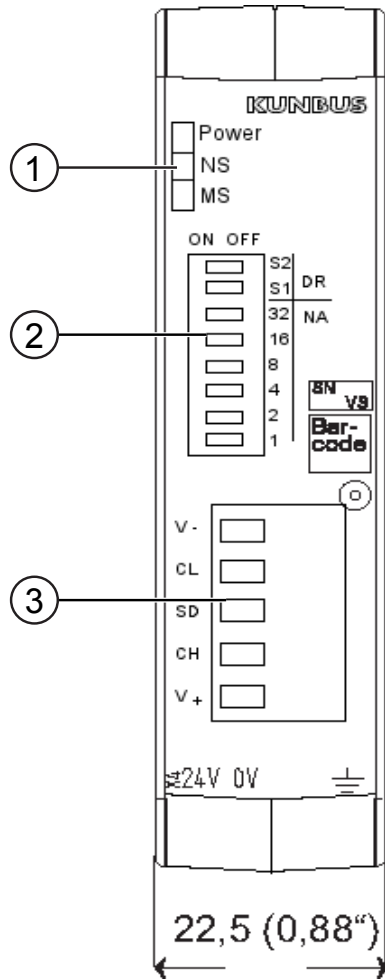 KUNBUS
Power
1
NS
MS
ON OFF
S2
S1 DR
32 NA
2
16
8
4
2
1
SN
VS
Bar-
code
V -
CL
3
SD
CH
V +
24V 0V
22,5 (0,88“)